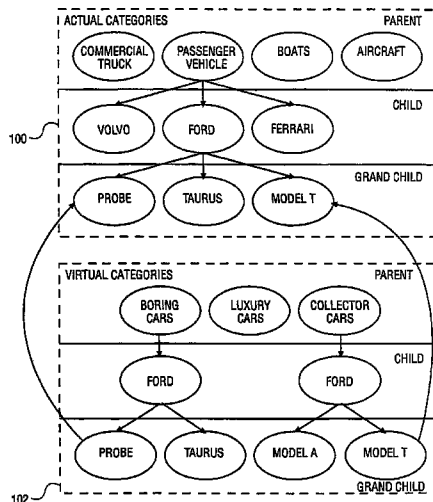 ACTUAL CATEGORIES PARENT
COMMERCIAL TRUCK
PASSENGER VEHICLE
BOATS
AIRCRAFT
CHILD
100
VOLVO
FORD
FERRARI
GRAND CHILD
PROBE
TAURUS
MODEL T
VIRTUAL CATEGORIES PARENT
BORING CARS
LUXURY CARS
COLLECTOR CARS
CHILD
FORD
FORD
PROBE
TAURUS
MODEL A
MODEL T
GRAND CHILD
102